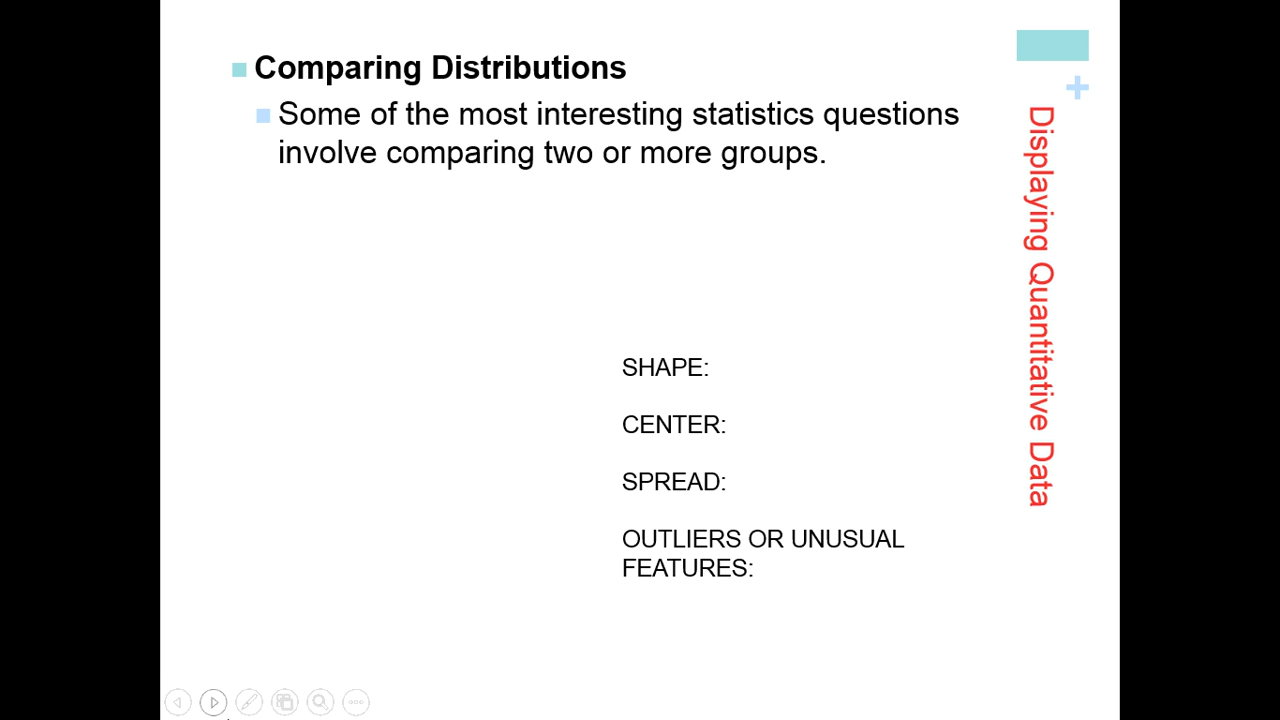 Comparing Distributions
Some of the most interesting statistics questions
involve comparing two or more groups.
SHAPE:
CENTER:
SPREAD:
OUTLIERS OR UNUSUAL
FEATURES:
Displaying Quantitative Data